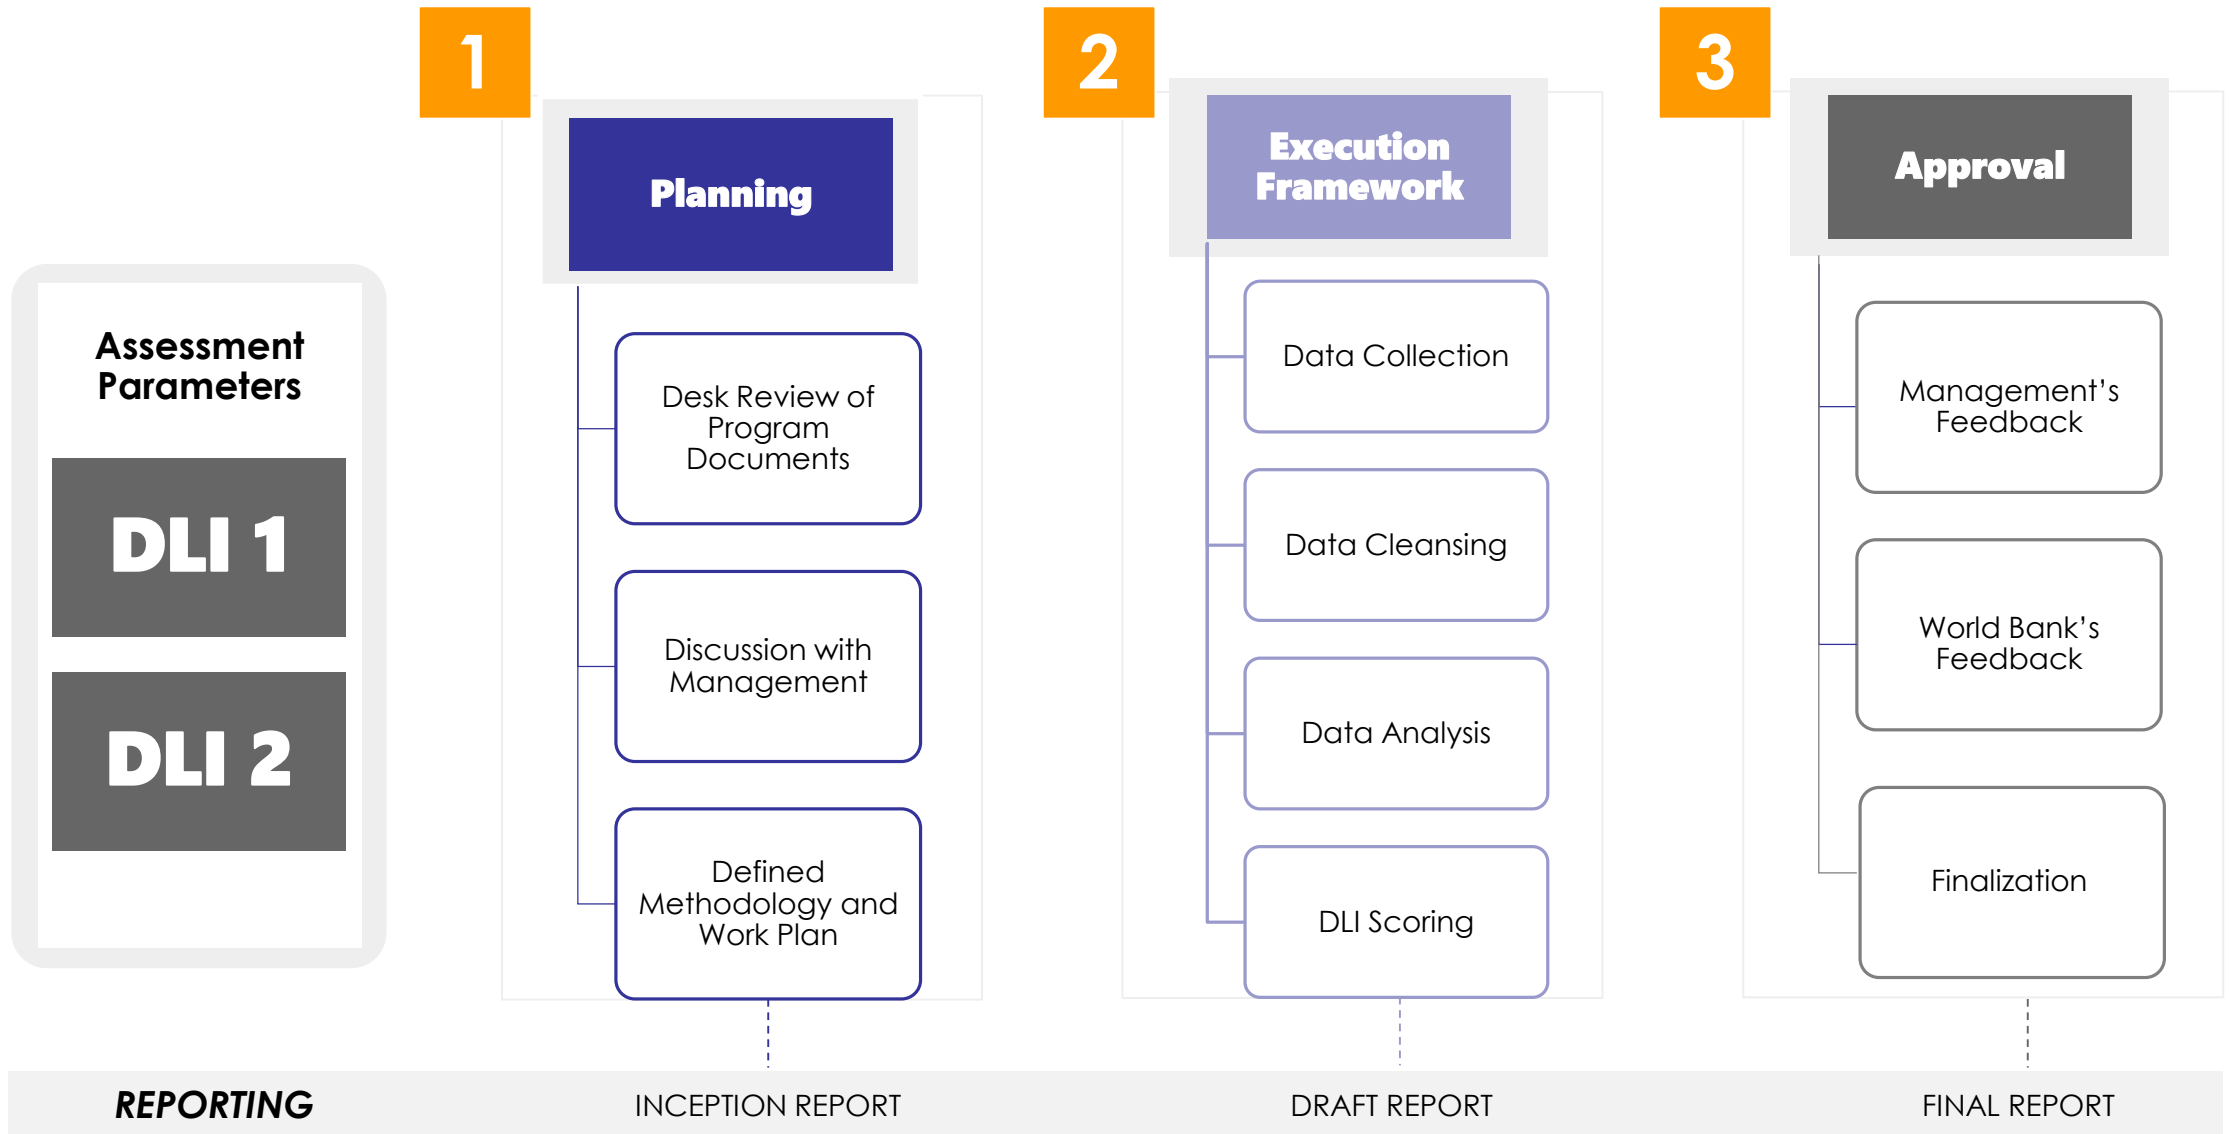 1
2
3
Planning
Execution
Framework
Approval
Assessment
Parameters
DLI 1
DLI 2
Desk Review of
Program
Documents
Discussion with
Management
Defined
Methodology and
Work Plan
Data Collection
Data Cleansing
Data Analysis
DLI Scoring
Management’s
Feedback
World Bank’s
Feedback
Finalization
REPORTING
INCEPTION REPORT
DRAFT REPORT
FINAL REPORT